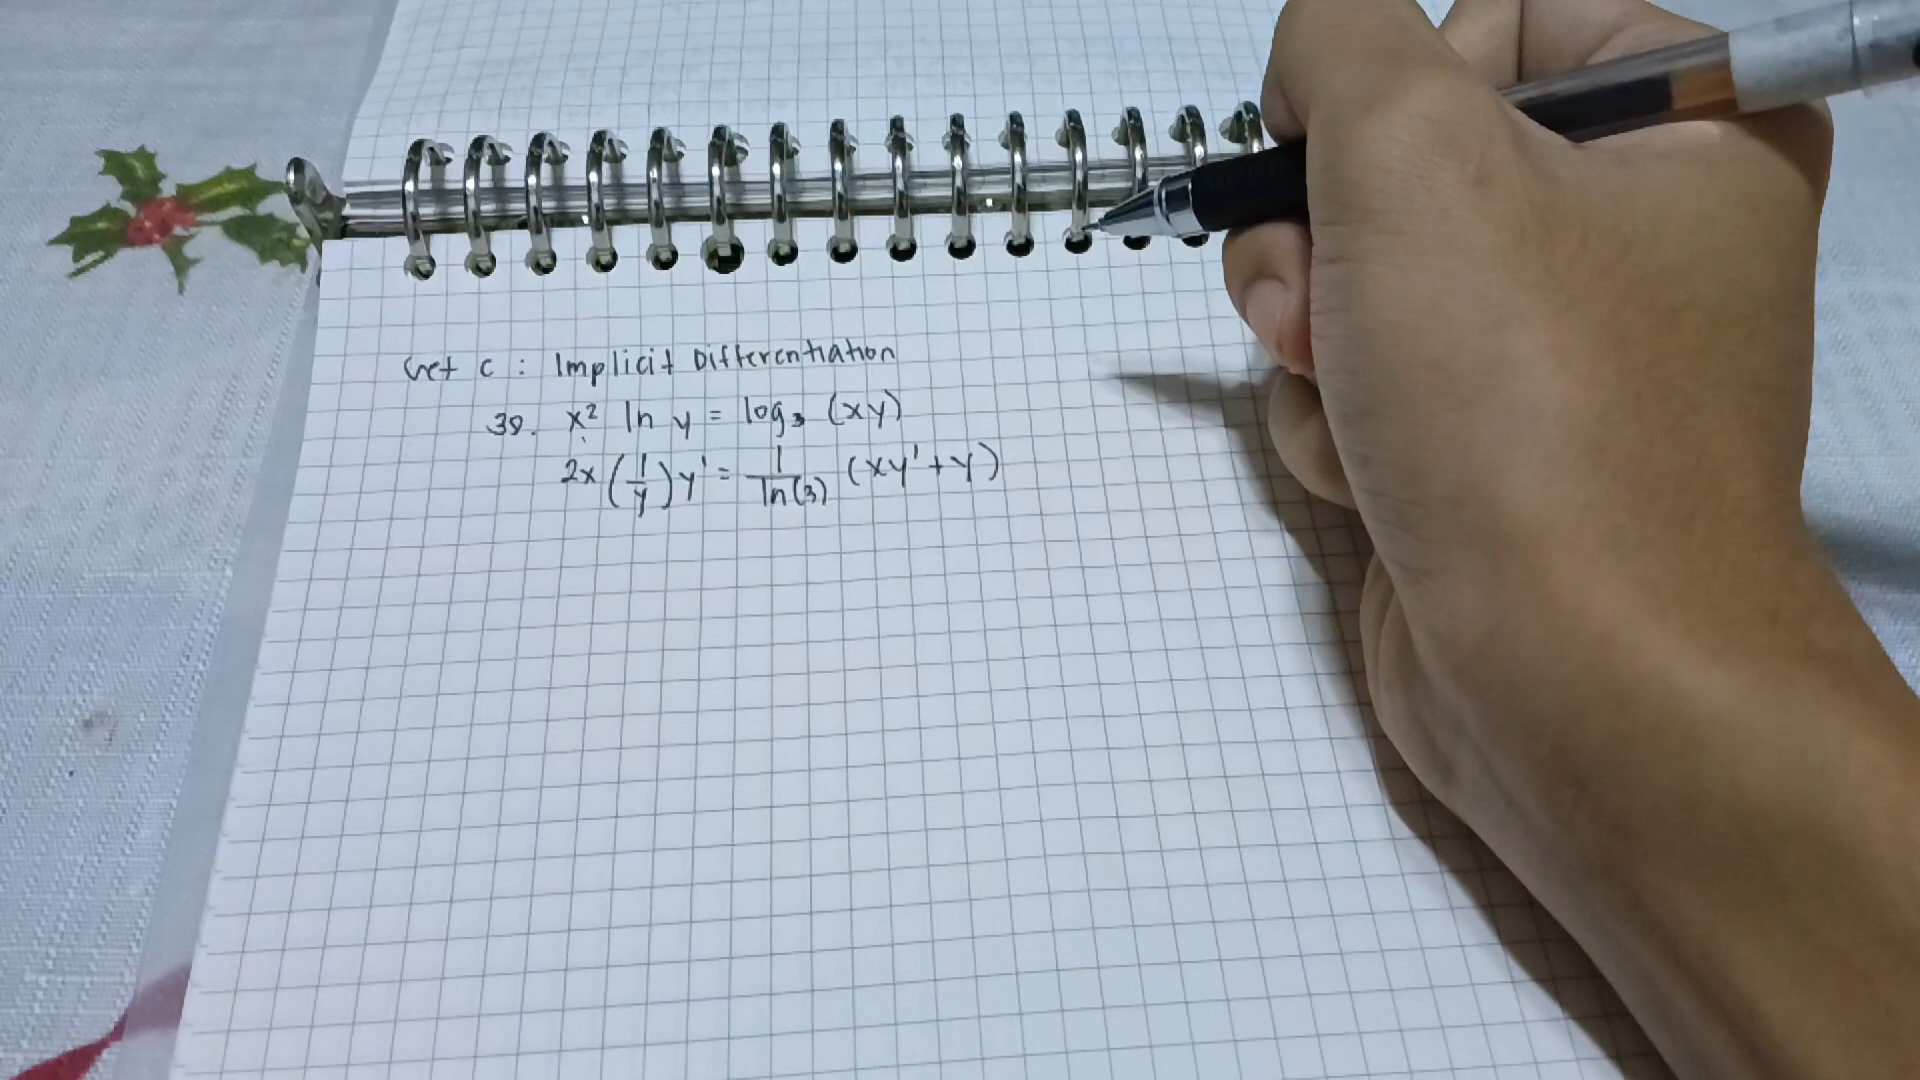 Set C : Implicit Differentiation
39. x² ln y = log₃ (xy)
2x (1/y) y' = 1/ln(3) (xy' + y)